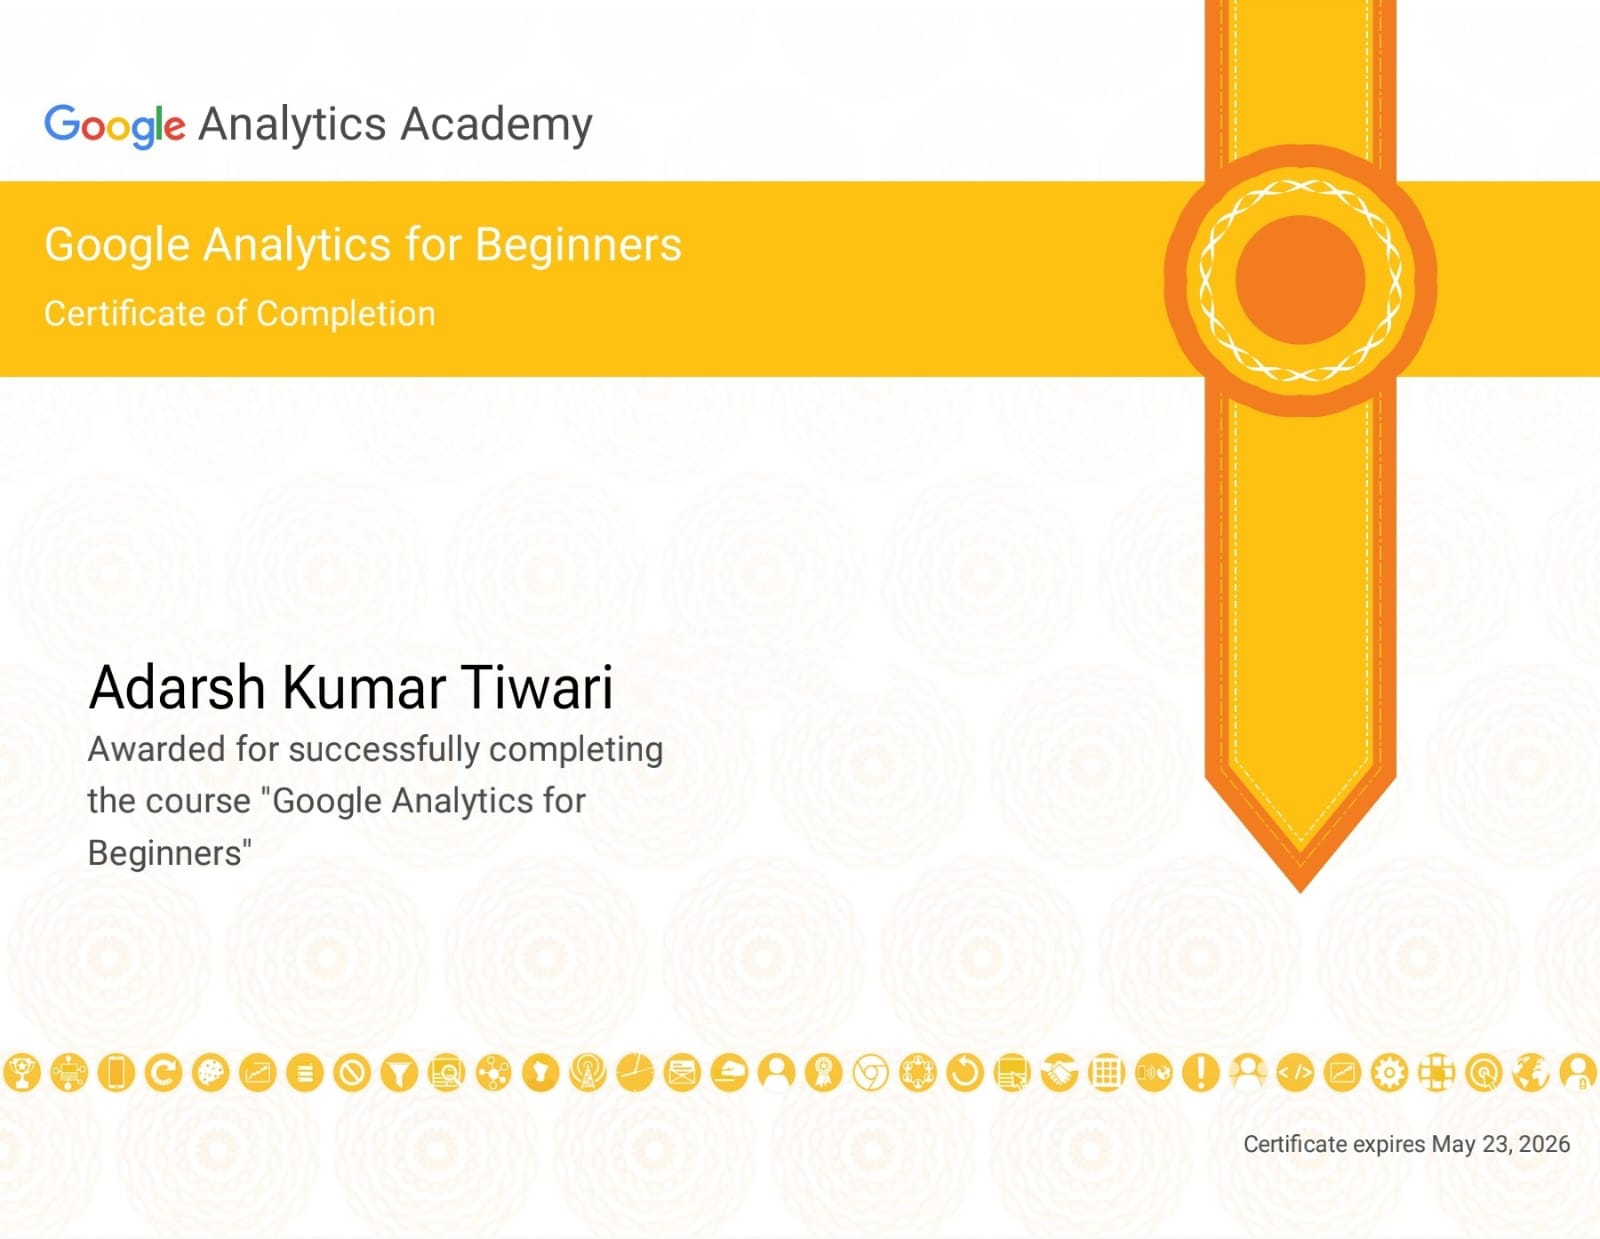 Google Analytics Academy
Google Analytics for Beginners
Certificate of Completion
Adarsh Kumar Tiwari
Awarded for successfully completing
the course "Google Analytics for
Beginners"
Certificate expires May 23, 2026